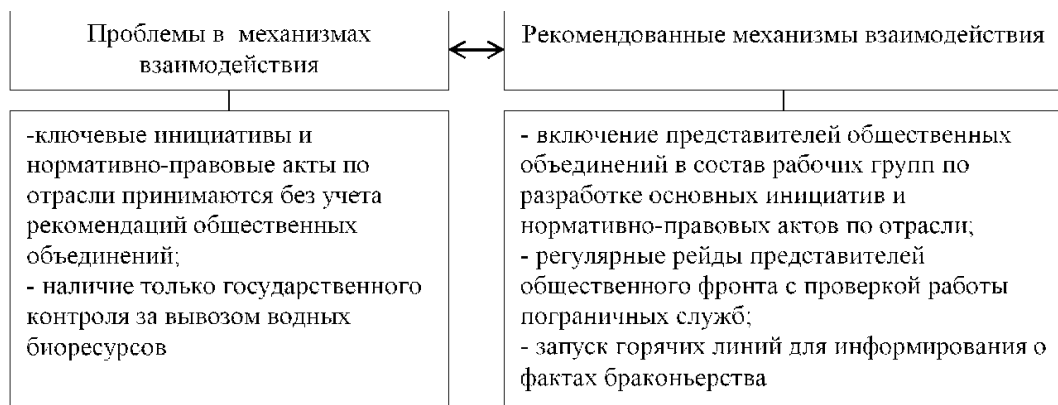 Проблемы в механизмах
взаимодействия
Рекомендованные механизмы взаимодействия
-ключевые инициативы и
нормативно-правовые акты по
отрасли принимаются без учета
рекомендаций общественных
объединений;
- наличие только государственного
контроля за вывозом водных
биоресурсов
- включение представителей общественных
объединений в состав рабочих групп по
разработке основных инициатив и
нормативно-правовых актов по отрасли;
- регулярные рейды представителей
общественного фронта с проверкой работы
пограничных служб;
- запуск горячих линий для информирования о
фактах браконьерства